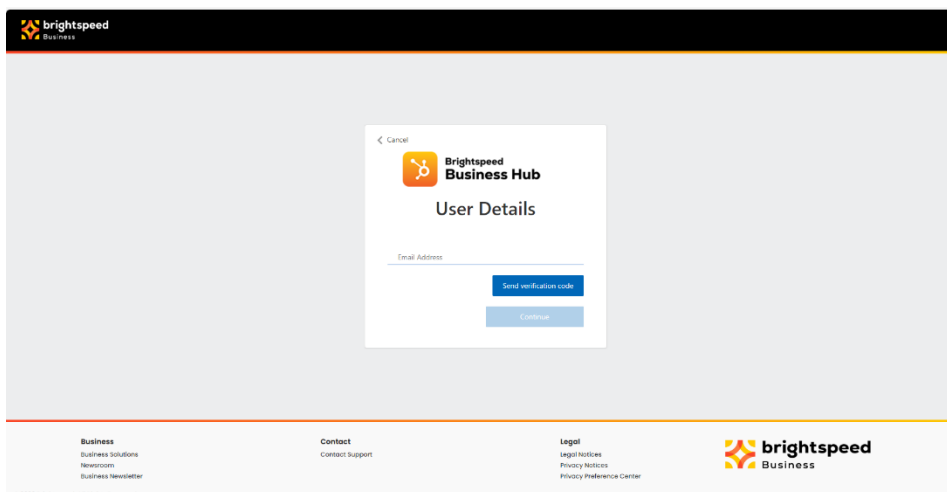 brightspeed
Business
Cancel
Brightspeed
Business Hub
User Details
Email Address
Send verification code
Continue
Business
Business Solutions
Newsroom
Business Newsletter
Contact
Contact Support
Legal
Legal Notices
Privacy Notices
Privacy Preference Center
brightspeed
Business